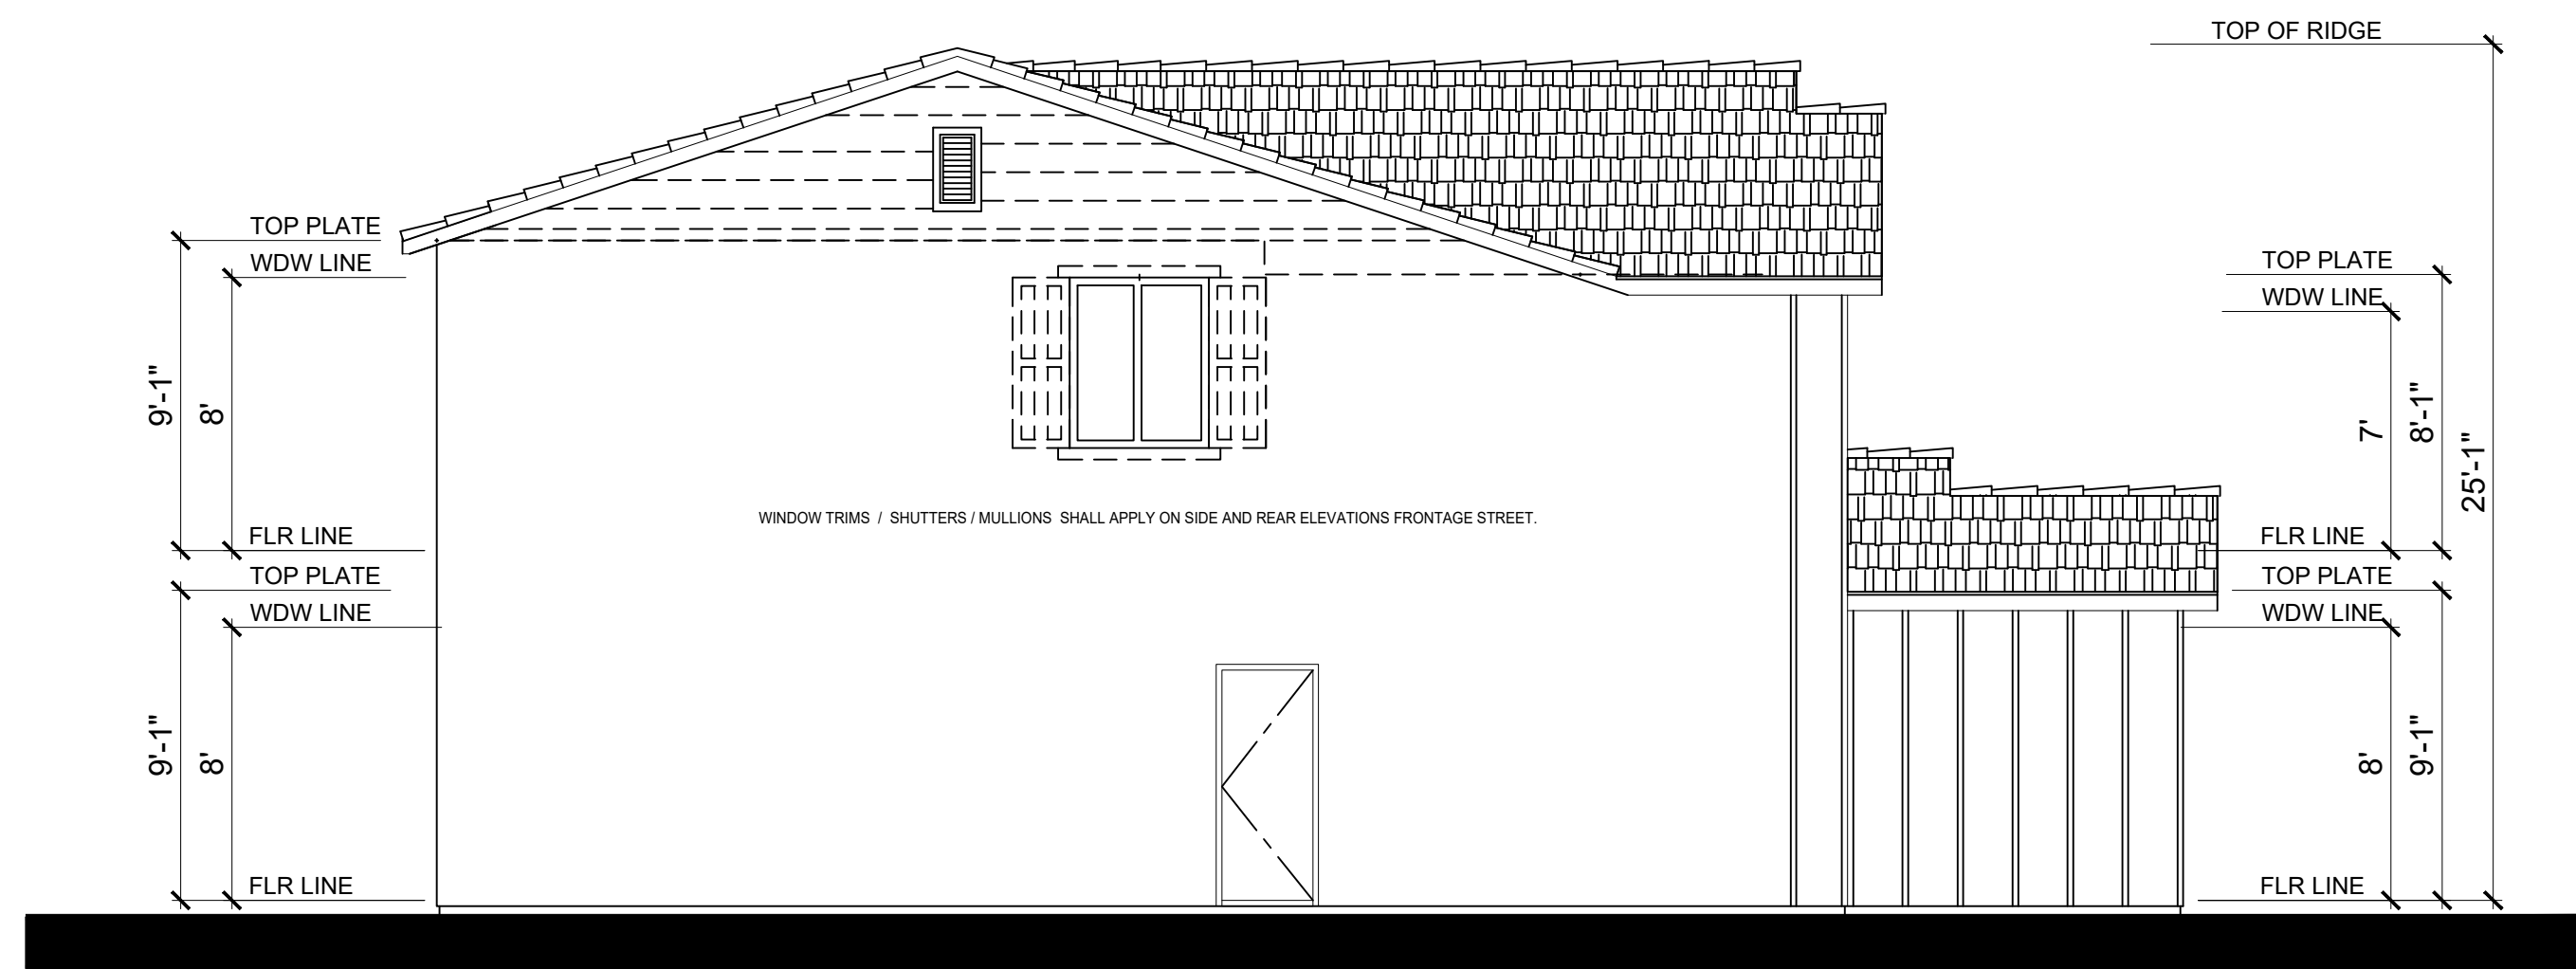 TOP OF RIDGE
TOP PLATE
WDW LINE
TOP PLATE
WDW LINE
9'-1"
8'
7'
8'-1"
25'-1"
WINDOW TRIMS / SHUTTERS / MULLIONS SHALL APPLY ON SIDE AND REAR ELEVATIONS FRONTAGE STREET.
FLR LINE
FLR LINE
TOP PLATE
TOP PLATE
WDW LINE
WDW LINE
9'-1"
8'
8'
9'-1"
FLR LINE
FLR LINE